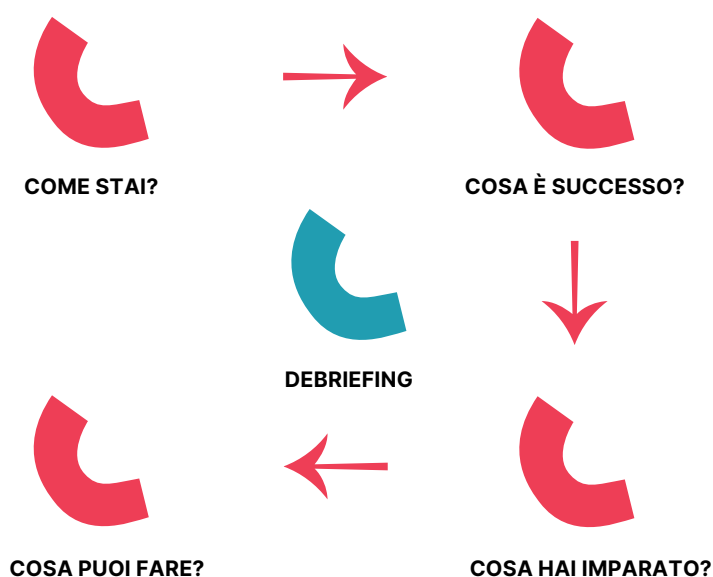 COME STAI?
COSA È SUCCESSO?
DEBRIEFING
COSA PUOI FARE?
COSA HAI IMPARATO?